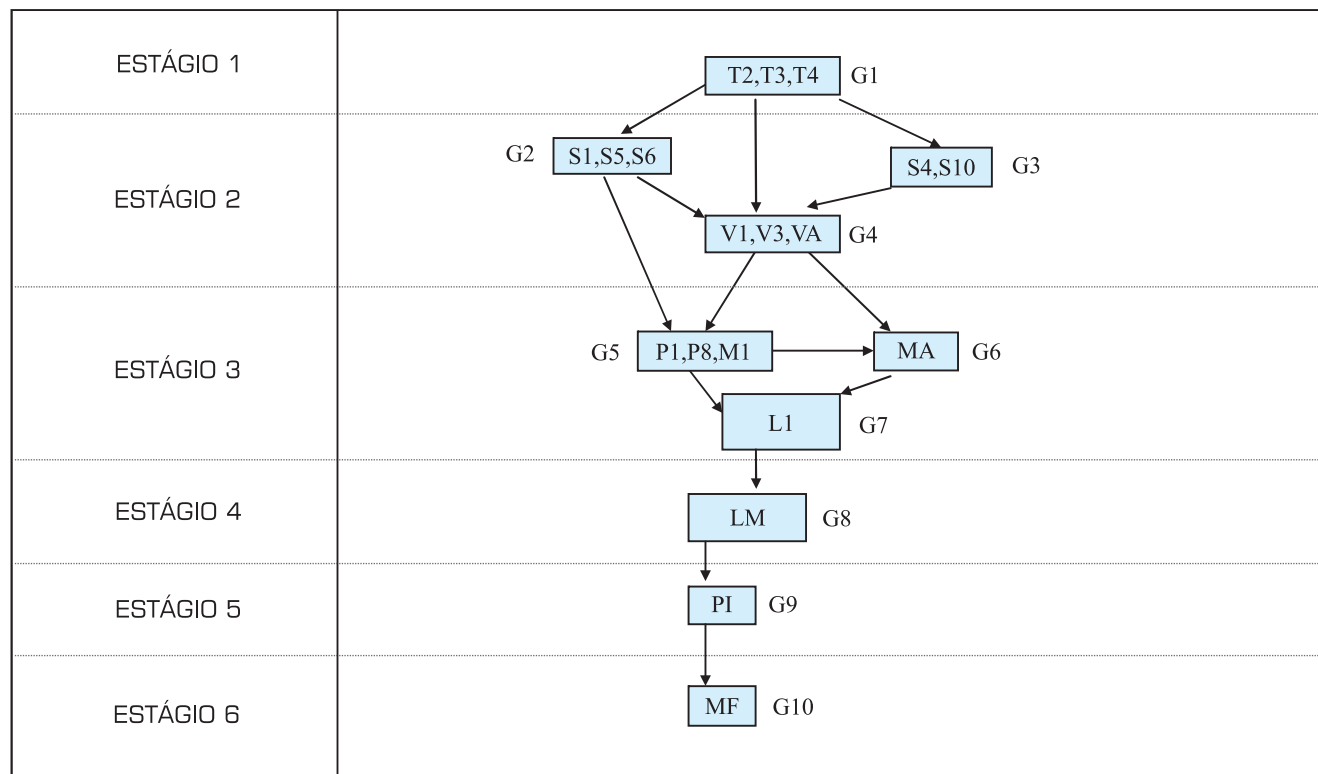 ESTÁGIO 1
T2,T3,T4 G1
ESTÁGIO 2
G2 S1,S5,S6
S4,S10 G3
V1,V3,VA G4
ESTÁGIO 3
G5 P1,P8,M1
MA G6
L1 G7
ESTÁGIO 4
LM G8
ESTÁGIO 5
PI G9
ESTÁGIO 6
MF G10